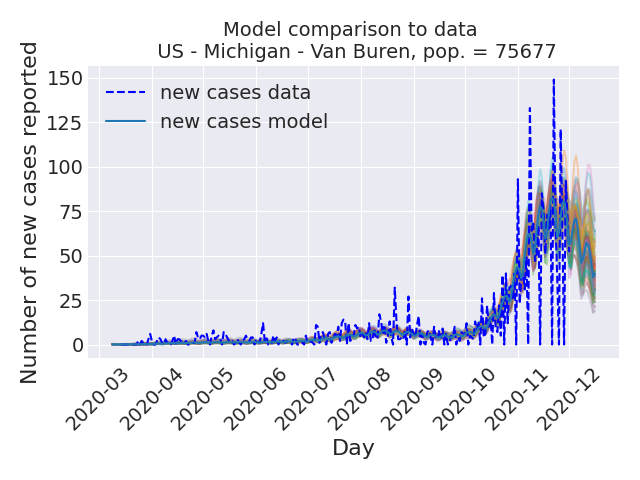 Model comparison to data
US - Michigan - Van Buren, pop. = 75677
Number of new cases reported
150
125
100
75
50
25
0
new cases data
new cases model
2020-03
2020-04
2020-05
2020-06
2020-07
2020-08
2020-09
2020-10
2020-11
2020-12
Day